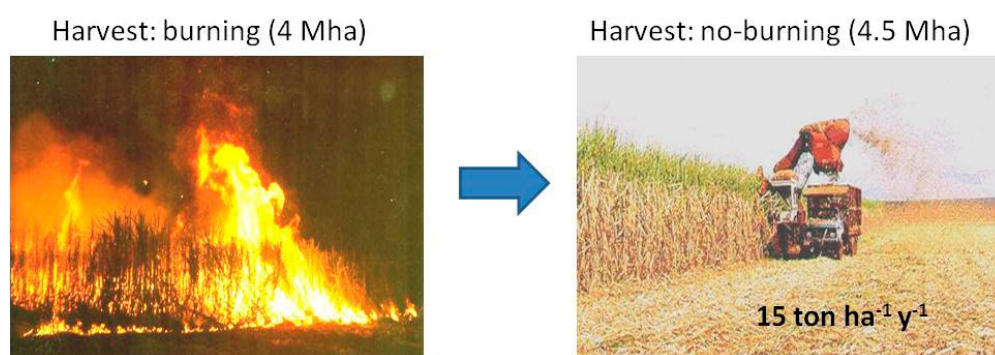 Harvest: burning (4 Mha)
Harvest: no-burning (4.5 Mha)
15 ton ha⁻¹ y⁻¹